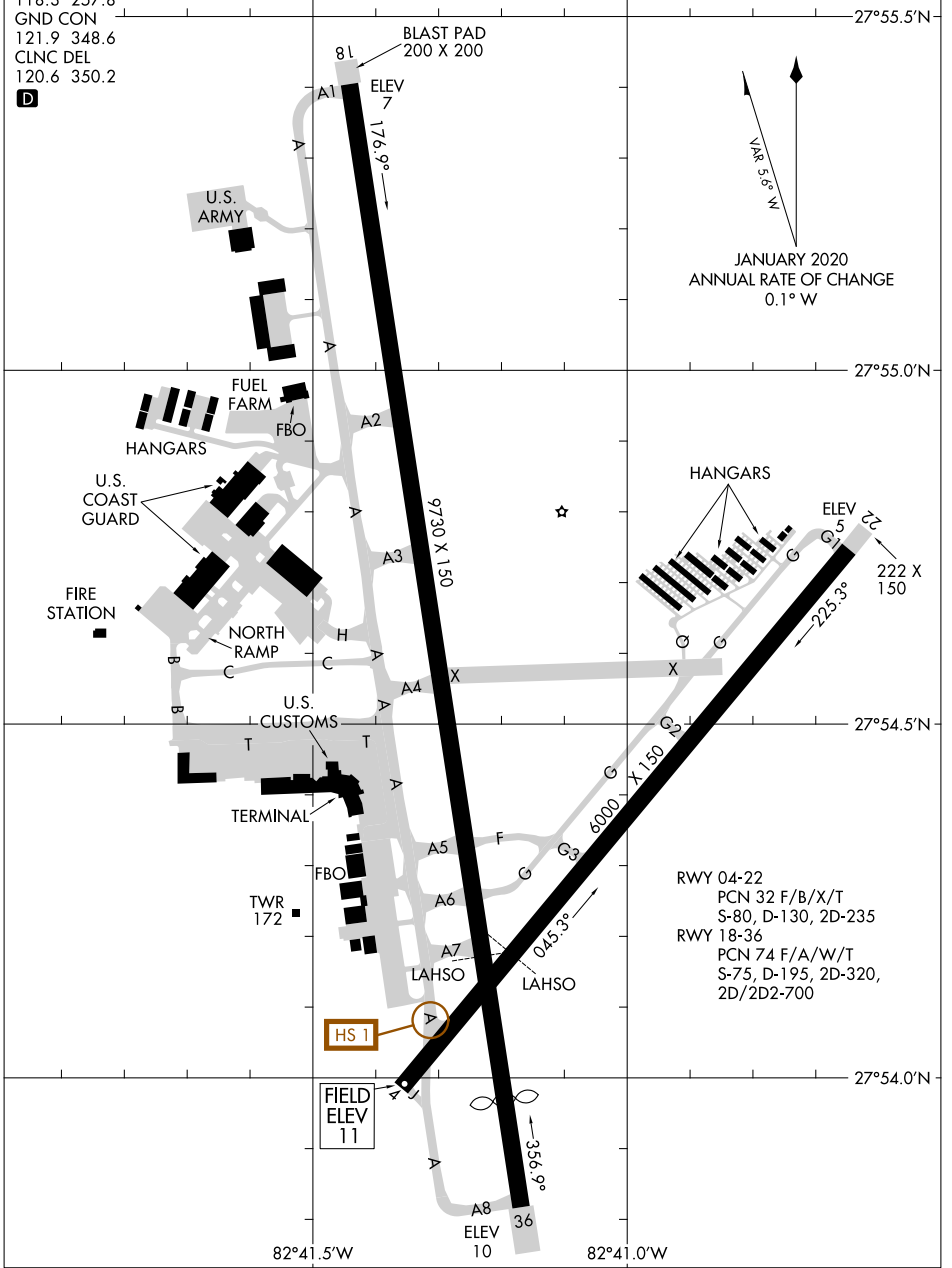 GND CON
121.9 348.6
CLNC DEL
120.6 350.2
D
27°55.5'N
BLAST PAD
200 X 200
18
A1
ELEV
7
176.9°
A
VAR 5.6° W
U.S.
ARMY
JANUARY 2020
ANNUAL RATE OF CHANGE
0.1° W
A
27°55.0'N
FUEL
FARM
FBO
A2
HANGARS
U.S.
COAST
GUARD
A
9730 X 150
HANGARS
ELEV
5
22
G1
G
222 X
150
A3
FIRE
STATION
225.3°
NORTH
RAMP
H
Q
G
B
C
C
A
X
X
A4
B
A
U.S.
CUSTOMS
G2
27°54.5'N
T
T
A
G
6000 X 150
TERMINAL
A5
F
G3
FBO
G
A6
TWR
172
RWY 04-22
PCN 32 F/B/X/T
S-80, D-130, 2D-235
RWY 18-36
PCN 74 F/A/W/T
S-75, D-195, 2D-320,
2D/2D2-700
045.3°
A7
LAHSO
LAHSO
HS 1
A
27°54.0'N
FIELD
ELEV
11
4
J
A
356.9°
A8
36
ELEV
10
82°41.5'W
82°41.0'W